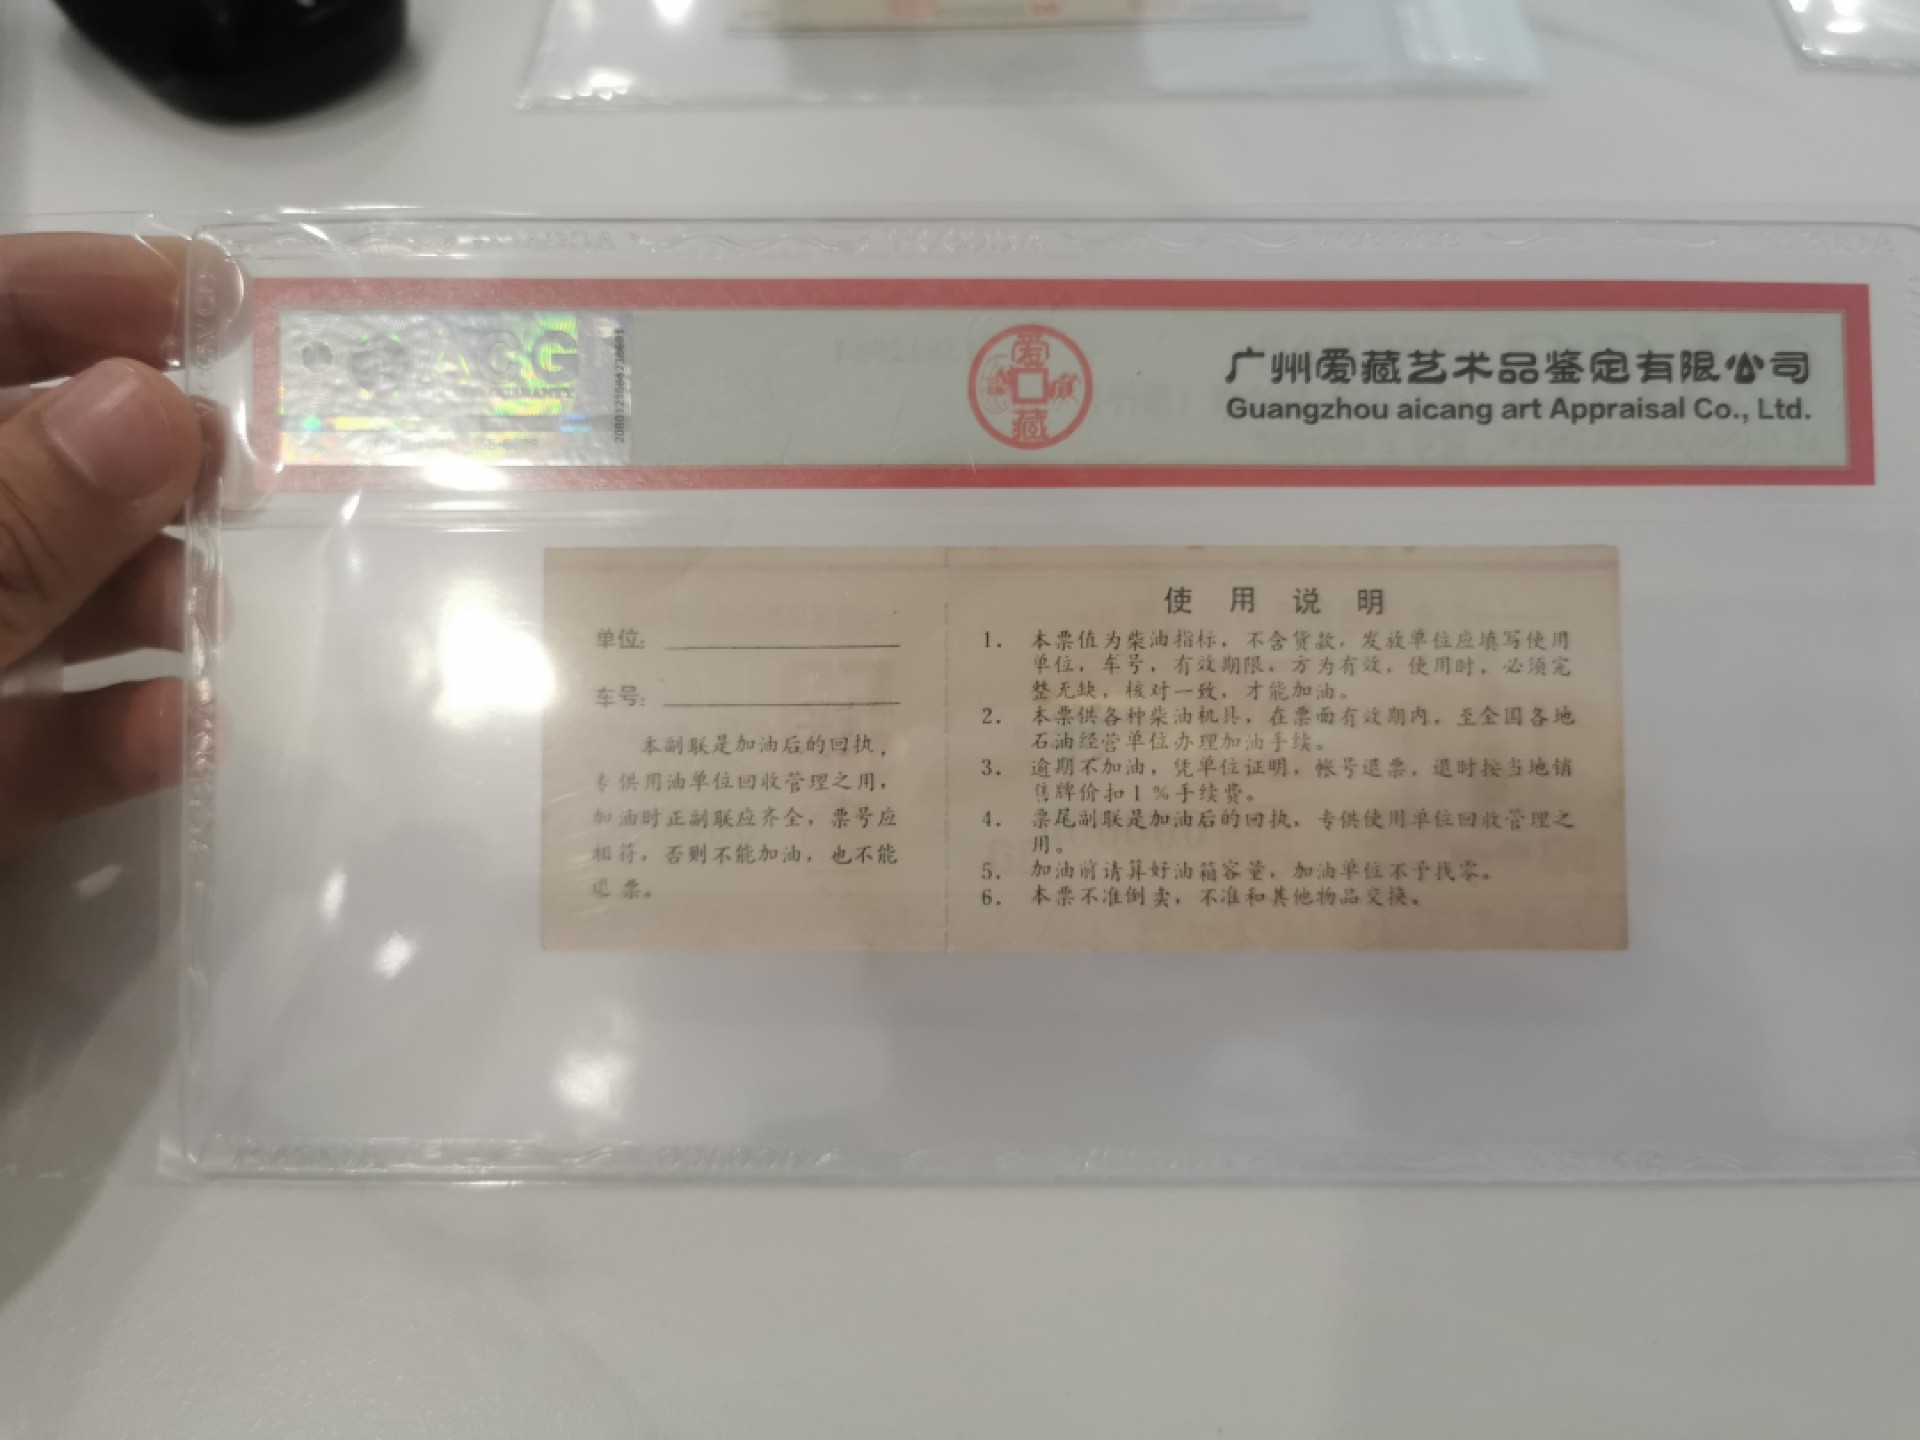 爱藏
广州爱藏艺术品鉴定有限公司
Guangzhou aicang art Appraisal Co., Ltd.
单位:
车号:
本副联是加油后的回执，
专供用油单位回收管理之用，
加油时正副联应齐全，票号应
相符，否则不能加油，也不能
退票。
使用说明
1. 本票值为柴油指标，不含货款，发放单位应填写使用
单位，车号，有效期限，方为有效，使用时，必须完
整无缺，核对一致，才能加油。
2. 本票供各种柴油机具，在票面有效期内，至全国各地
石油经营单位办理加油手续。
3. 逾期不加油，凭单位证明，帐号退票，退时按当地销
售牌价扣1%手续费。
4. 票尾副联是加油后的回执，专供使用单位回收管理之
用。
5. 加油前请算好油箱容量，加油单位不予找零。
6. 本票不准倒卖，不准和其他物品交换。